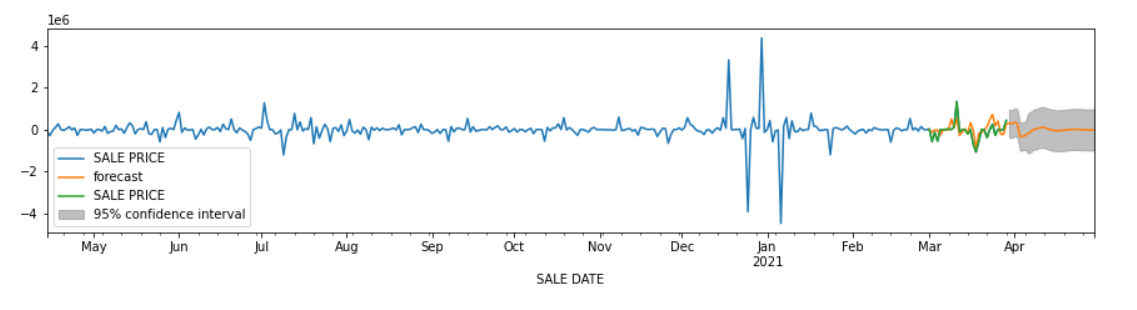 1e6
4
2
0
−2
−4
SALE PRICE
forecast
SALE PRICE
95% confidence interval
May Jun Jul Aug Sep Oct Nov Dec Jan Feb Mar Apr
2021
SALE DATE